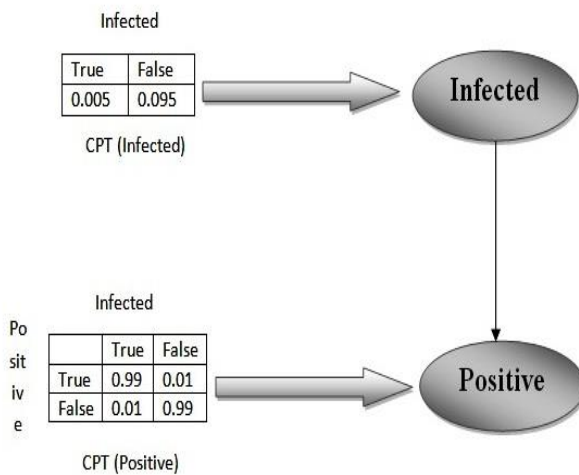 Infected
True False
0.005 0.095
CPT (Infected)
Infected
Infected
Po
sit
iv
e
True False
True 0.99 0.01
False 0.01 0.99
CPT (Positive)
Positive